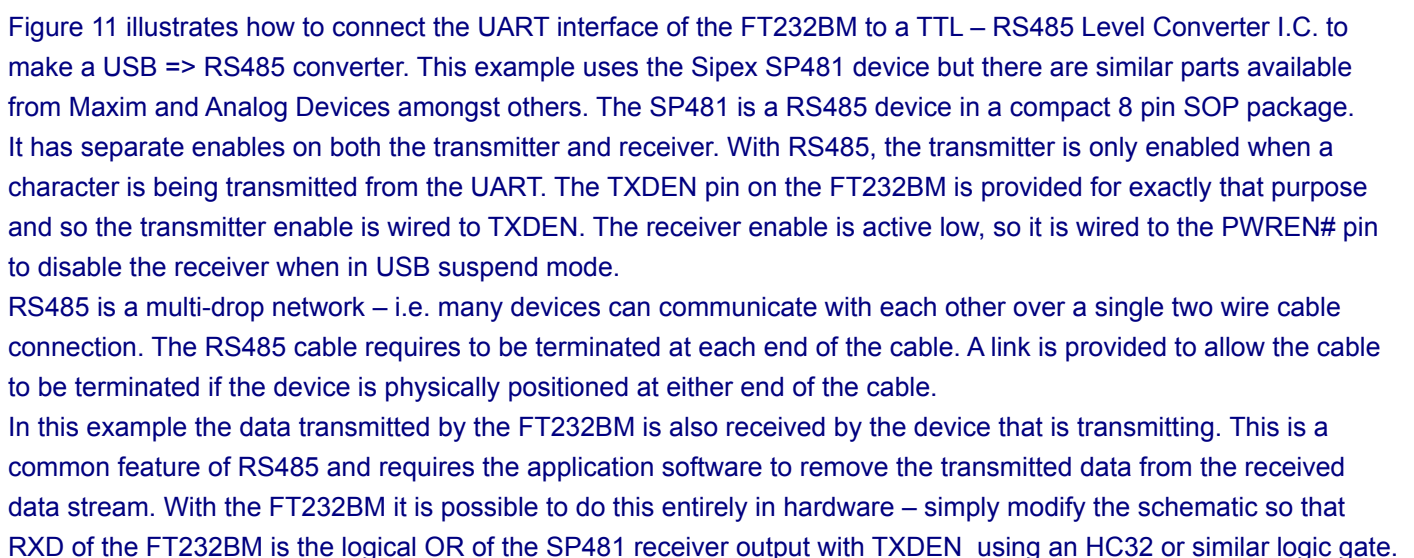 Figure 11 illustrates how to connect the UART interface of the FT232BM to a TTL – RS485 Level Converter I.C. to
make a USB => RS485 converter. This example uses the Sipex SP481 device but there are similar parts available
from Maxim and Analog Devices amongst others. The SP481 is a RS485 device in a compact 8 pin SOP package.
It has separate enables on both the transmitter and receiver. With RS485, the transmitter is only enabled when a
character is being transmitted from the UART. The TXDEN pin on the FT232BM is provided for exactly that purpose
and so the transmitter enable is wired to TXDEN. The receiver enable is active low, so it is wired to the PWREN# pin
to disable the receiver when in USB suspend mode.
RS485 is a multi-drop network – i.e. many devices can communicate with each other over a single two wire cable
connection. The RS485 cable requires to be terminated at each end of the cable. A link is provided to allow the cable
to be terminated if the device is physically positioned at either end of the cable.
In this example the data transmitted by the FT232BM is also received by the device that is transmitting. This is a
common feature of RS485 and requires the application software to remove the transmitted data from the received
data stream. With the FT232BM it is possible to do this entirely in hardware – simply modify the schematic so that
RXD of the FT232BM is the logical OR of the SP481 receiver output with TXDEN using an HC32 or similar logic gate.